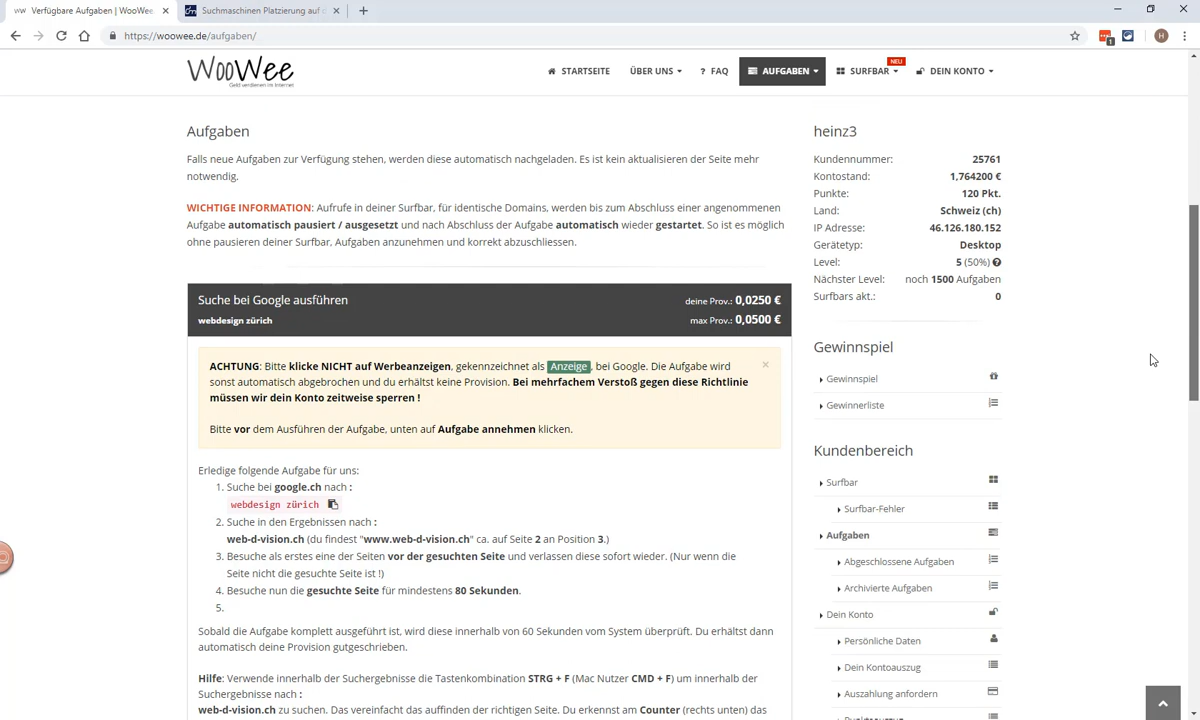 Verfügbare Aufgaben | WooWee.
Suchmaschinen Platzierung auf
https://woowee.de/aufgaben/
1
H
WooWee
Geld verdienen im Internet
STARTSEITE
ÜBER UNS
? FAQ
AUFGABEN
SURFBAR
NEU
DEIN KONTO
Aufgaben
Falls neue Aufgaben zur Verfügung stehen, werden diese automatisch nachgeladen. Es ist kein aktualisieren der Seite mehr
notwendig.
WICHTIGE INFORMATION: Aufrufe in deiner Surfbar, für identische Domains, werden bis zum Abschluss einer angenommenen
Aufgabe automatisch pausiert / ausgesetzt und nach Abschluss der Aufgabe automatisch wieder gestartet. So ist es möglich
ohne pausieren deiner Surfbar, Aufgaben anzunehmen und korrekt abzuschliessen.
Suche bei Google ausführen
deine Prov.: 0,0250 €
webdesign zürich
max Prov.: 0,0500 €
ACHTUNG: Bitte klicke NICHT auf Werbeanzeigen, gekennzeichnet als Anzeige, bei Google. Die Aufgabe wird
sonst automatisch abgebrochen und du erhältst keine Provision. Bei mehrfachem Verstoß gegen diese Richtlinie
müssen wir dein Konto zeitweise sperren !
Bitte vor dem Ausführen der Aufgabe, unten auf Aufgabe annehmen klicken.
Erledige folgende Aufgabe für uns:
1. Suche bei google.ch nach :
webdesign zürich
2. Suche in den Ergebnissen nach :
web-d-vision.ch (du findest "www.web-d-vision.ch" ca. auf Seite 2 an Position 3.)
3. Besuche als erstes eine der Seiten vor der gesuchten Seite und verlassen diese sofort wieder. (Nur wenn die
Seite nicht die gesuchte Seite ist !)
4. Besuche nun die gesuchte Seite für mindestens 80 Sekunden.
5.
Sobald die Aufgabe komplett ausgeführt ist, wird diese innerhalb von 60 Sekunden vom System überprüft. Du erhältst dann
automatisch deine Provision gutgeschrieben.
Hilfe: Verwende innerhalb der Suchergebnisse die Tastenkombination STRG + F (Mac Nutzer CMD + F) um innerhalb der
Suchergebnisse nach :
web-d-vision.ch zu suchen. Das vereinfacht das auffinden der richtigen Seite. Du erkennst am Counter (rechts unten) das
heinz3
Kundennummer: 25761
Kontostand: 1,764200 €
Punkte: 120 Pkt.
Land: Schweiz (ch)
IP Adresse: 46.126.180.152
Gerätetyp: Desktop
Level: 5 (50%)
Nächster Level: noch 1500 Aufgaben
Surfbars akt.: 0
Gewinnspiel
Gewinnspiel
Gewinnerliste
Kundenbereich
Surfbar
Surfbar-Fehler
Aufgaben
Abgeschlossene Aufgaben
Archivierte Aufgaben
Dein Konto
Persönliche Daten
Dein Kontoauszug
Auszahlung anfordern